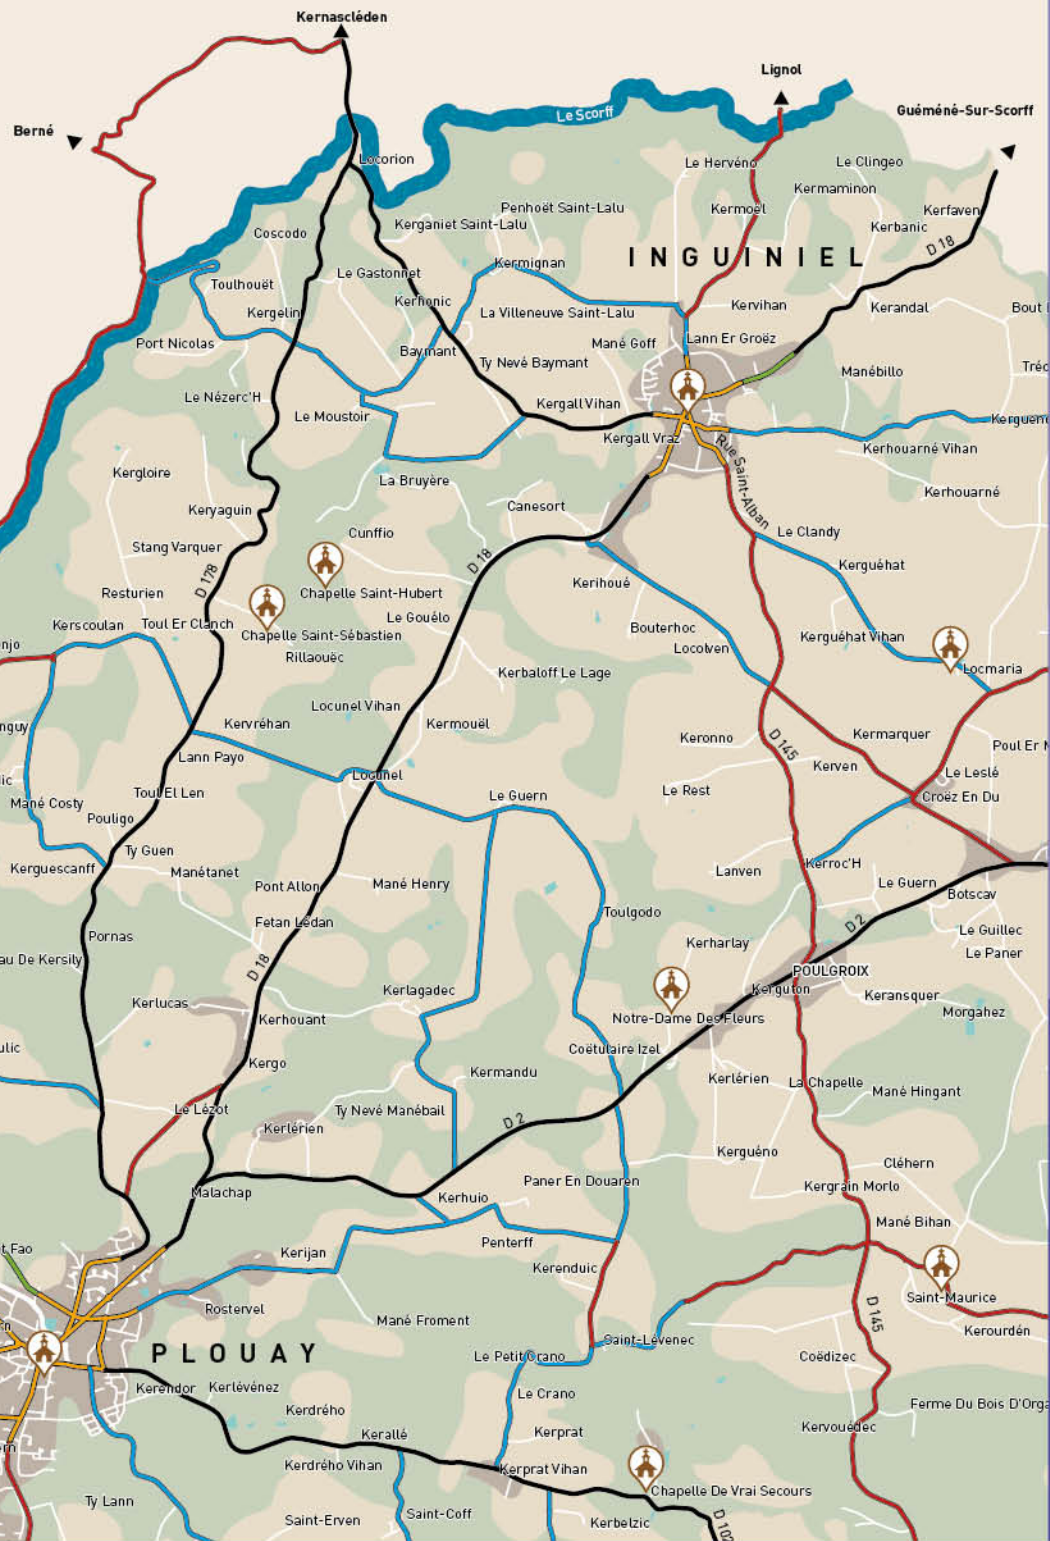 Kernascléden
Lignol
Guéméné-Sur-Scorff
Le Scorff
Berné
Locorion
Le Hervéno
Le Clingeo
Kermaminon
Penhoët Saint-Lalu
Kermoël
Kerfaven
Kerganiet Saint-Lalu
Kerbanic
Coscodo
D 18
INGUINIEL
Kermignan
Le Gastonnet
Toulhouët
Kerhonic
Kergelin
La Villeneuve Saint-Lalu
Kervihan
Kerandal
Bout
Port Nicolas
Mané Goff
Lann Er Groëz
Baymant
Ty Nevé Baymant
Manébillo
Le Nézerc'H
Kergall Vihan
Le Moustoir
Kergall Vraz
Rue Saint-Alban
Kerhouarné Vihan
Kergloire
La Bruyère
Kerhouarné
Keryaguin
Canesort
Cunffio
Le Clandy
Stang Varquer
D 18
D 178
Kerguéhat
Kerihoué
Resturien
Chapelle Saint-Hubert
Le Gouélo
Kerscoulan
Toul Er Clanch
Chapelle Saint-Sébastien
Bouterhoc
Kerguéhat Vihan
njo
Rillaouëc
Locolven
Kerbaloff Le Lage
Locmaria
Locunel Vihan
nguy
Kervréhan
Kermouël
Keronno
D 145
Kermarquer
Poul Er
Lann Payo
Kerven
Locunel
Le Leslé
Mané Costy
Toul El Len
Le Guern
Le Rest
Croëz En Du
Pouligo
Ty Guen
Kerguescanff
Manétanet
Pont Allon
Mané Henry
Lanven
Kerroc'H
Le Guern
Botscav
Fetan Lédan
Toulgodo
D 2
Pornas
Kerharlay
Le Guillec
au De Kersily
D 18
Le Paner
POULGROIX
Kerlucas
Kerlagadec
Kerguton
Keransquer
Kerhouant
Notre-Dame Des Fleurs
Morgahez
ulic
Coëtulaire Izel
Kergo
Kermandu
Kerlérien
La Chapelle
Mané Hingant
Le Lézot
Ty Nevé Manébail
D 2
Kerlérien
Kerguéno
Cléhern
Malachap
Kerhuio
Paner En Douaren
Kergrain Morlo
Mané Bihan
t Fao
Kerijan
Penterff
Kerenduic
Saint-Maurice
Rostervel
Mané Froment
D 145
Kerourdén
PLOUAY
Saint-Lévenec
Le Petit Crano
Coëdizec
Kerendor
Kerlévénez
Le Crano
Kerdrého
Ferme Du Bois D'Orga
Kerallé
Kerprat
Kervouédec
Kerdrého Vihan
Kerprat Vihan
Ty Lann
Chapelle De Vrai Secours
Saint-Erven
Saint-Coff
Kerbelzic
D 102